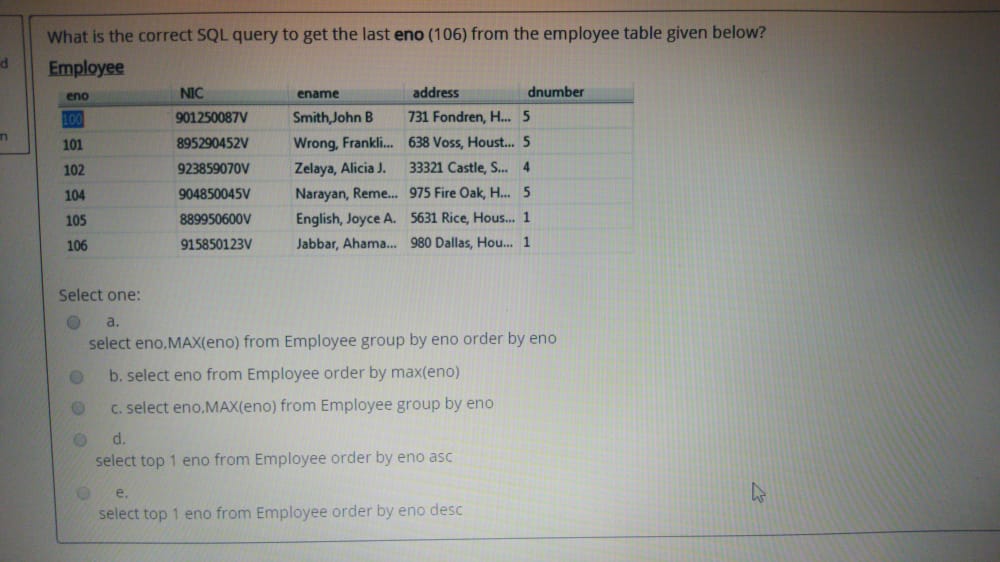 What is the correct SQL query to get the last eno (106) from the employee table given below?
d
Employee
eno NIC ename address dnumber
100 901250087V Smith,John B 731 Fondren, H... 5
n
101 895290452V Wrong, Frankli... 638 Voss, Houst... 5
102 923859070V Zelaya, Alicia J. 33321 Castle, S... 4
104 904850045V Narayan, Reme... 975 Fire Oak, H... 5
105 889950600V English, Joyce A. 5631 Rice, Hous... 1
106 915850123V Jabbar, Ahama... 980 Dallas, Hou... 1
Select one:
a.
select eno,MAX(eno) from Employee group by eno order by eno
b. select eno from Employee order by max(eno)
c. select eno,MAX(eno) from Employee group by eno
d.
select top 1 eno from Employee order by eno asc
e.
select top 1 eno from Employee order by eno desc